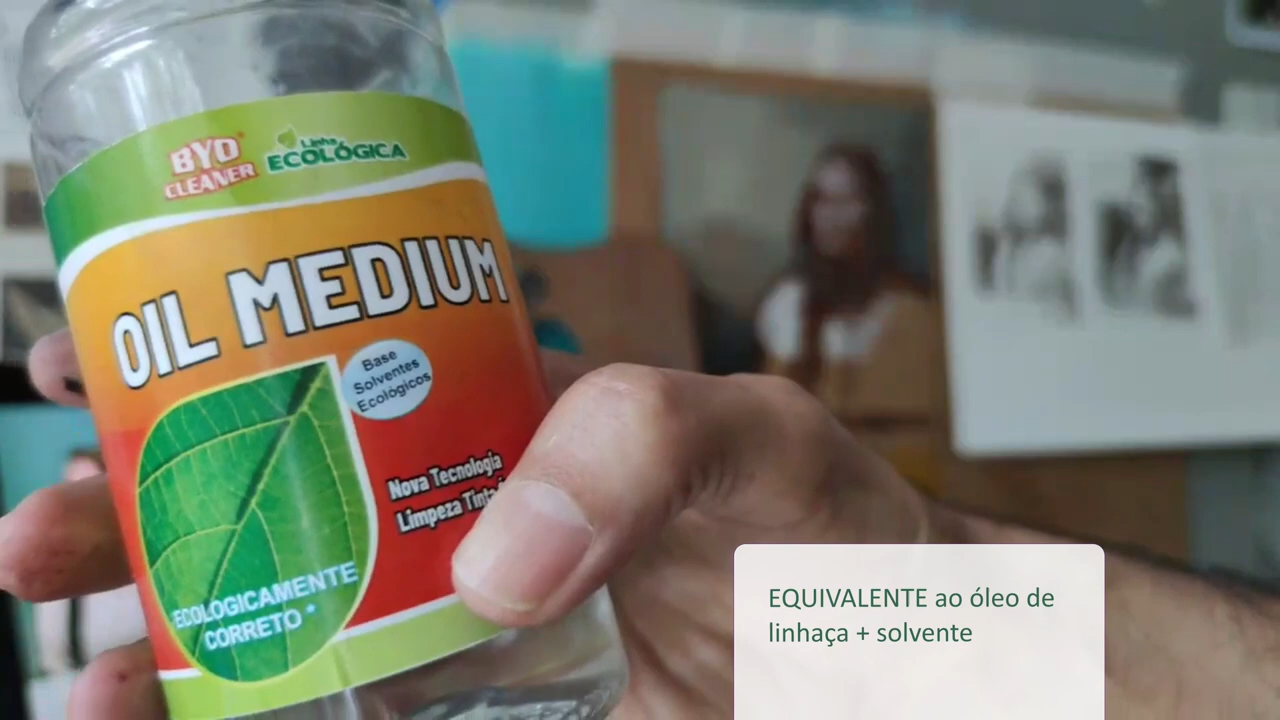 BYO
CLEANER
Linha
ECOLÓGICA
OIL MEDIUM
Base
Solventes
Ecológicos
Nova Tecnologia
Limpeza Tinta
ECOLOGICAMENTE
CORRETO *
EQUIVALENTE ao óleo de
linhaça + solvente